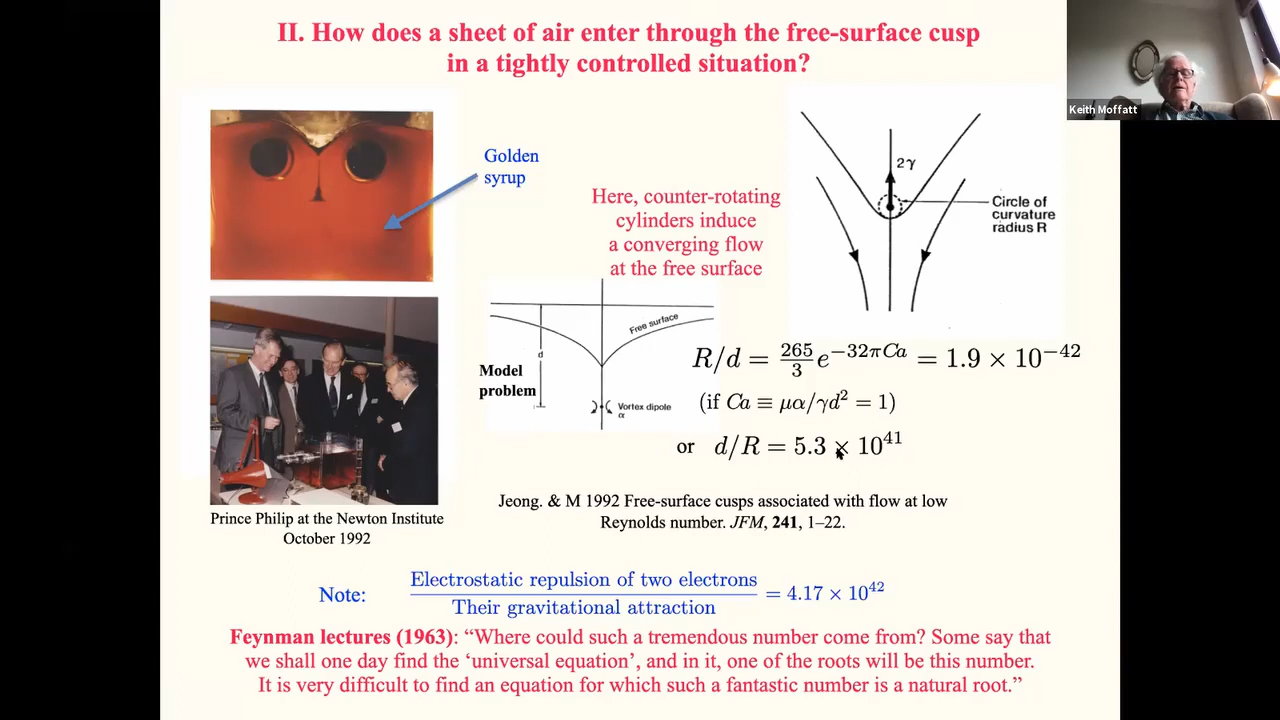 II. How does a sheet of air enter through the free-surface cusp
in a tightly controlled situation?
Keith Moffatt
Golden
syrup
Here, counter-rotating
cylinders induce
a converging flow
at the free surface
2γ
Circle of
curvature
radius R
Free surface
d
Model
problem
Vortex dipole
α
R/d = 265/3 e^{-32πCa} = 1.9 × 10^{-42}
(if Ca ≡ μα/γd² = 1)
or d/R = 5.3 × 10^{41}
Jeong. & M 1992 Free-surface cusps associated with flow at low
Reynolds number. JFM, 241, 1–22.
Prince Philip at the Newton Institute
October 1992
Note: Electrostatic repulsion of two electrons
Their gravitational attraction
= 4.17 × 10^{42}
Feynman lectures (1963): “Where could such a tremendous number come from? Some say that
we shall one day find the ‘universal equation’, and in it, one of the roots will be this number.
It is very difficult to find an equation for which such a fantastic number is a natural root.”